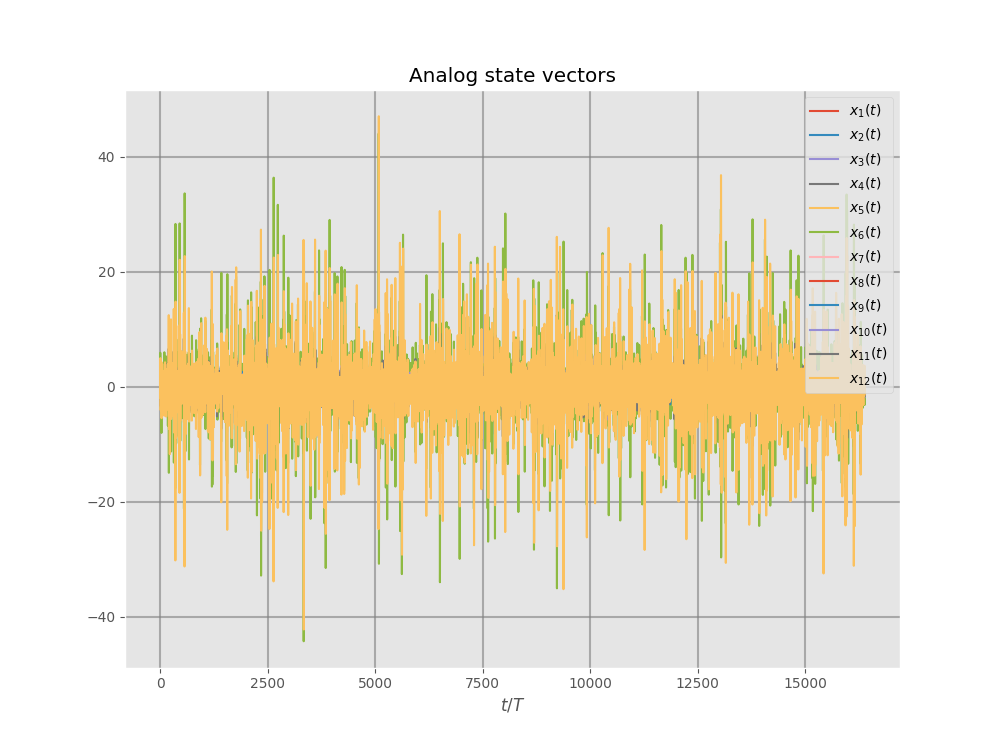 Analog state vectors
x₁(t)
x₂(t)
x₃(t)
x₄(t)
x₅(t)
x₆(t)
x₇(t)
x₈(t)
x₉(t)
x₁₀(t)
x₁₁(t)
x₁₂(t)
40
20
0
−20
−40
0 2500 5000 7500 10000 12500 15000
t/T